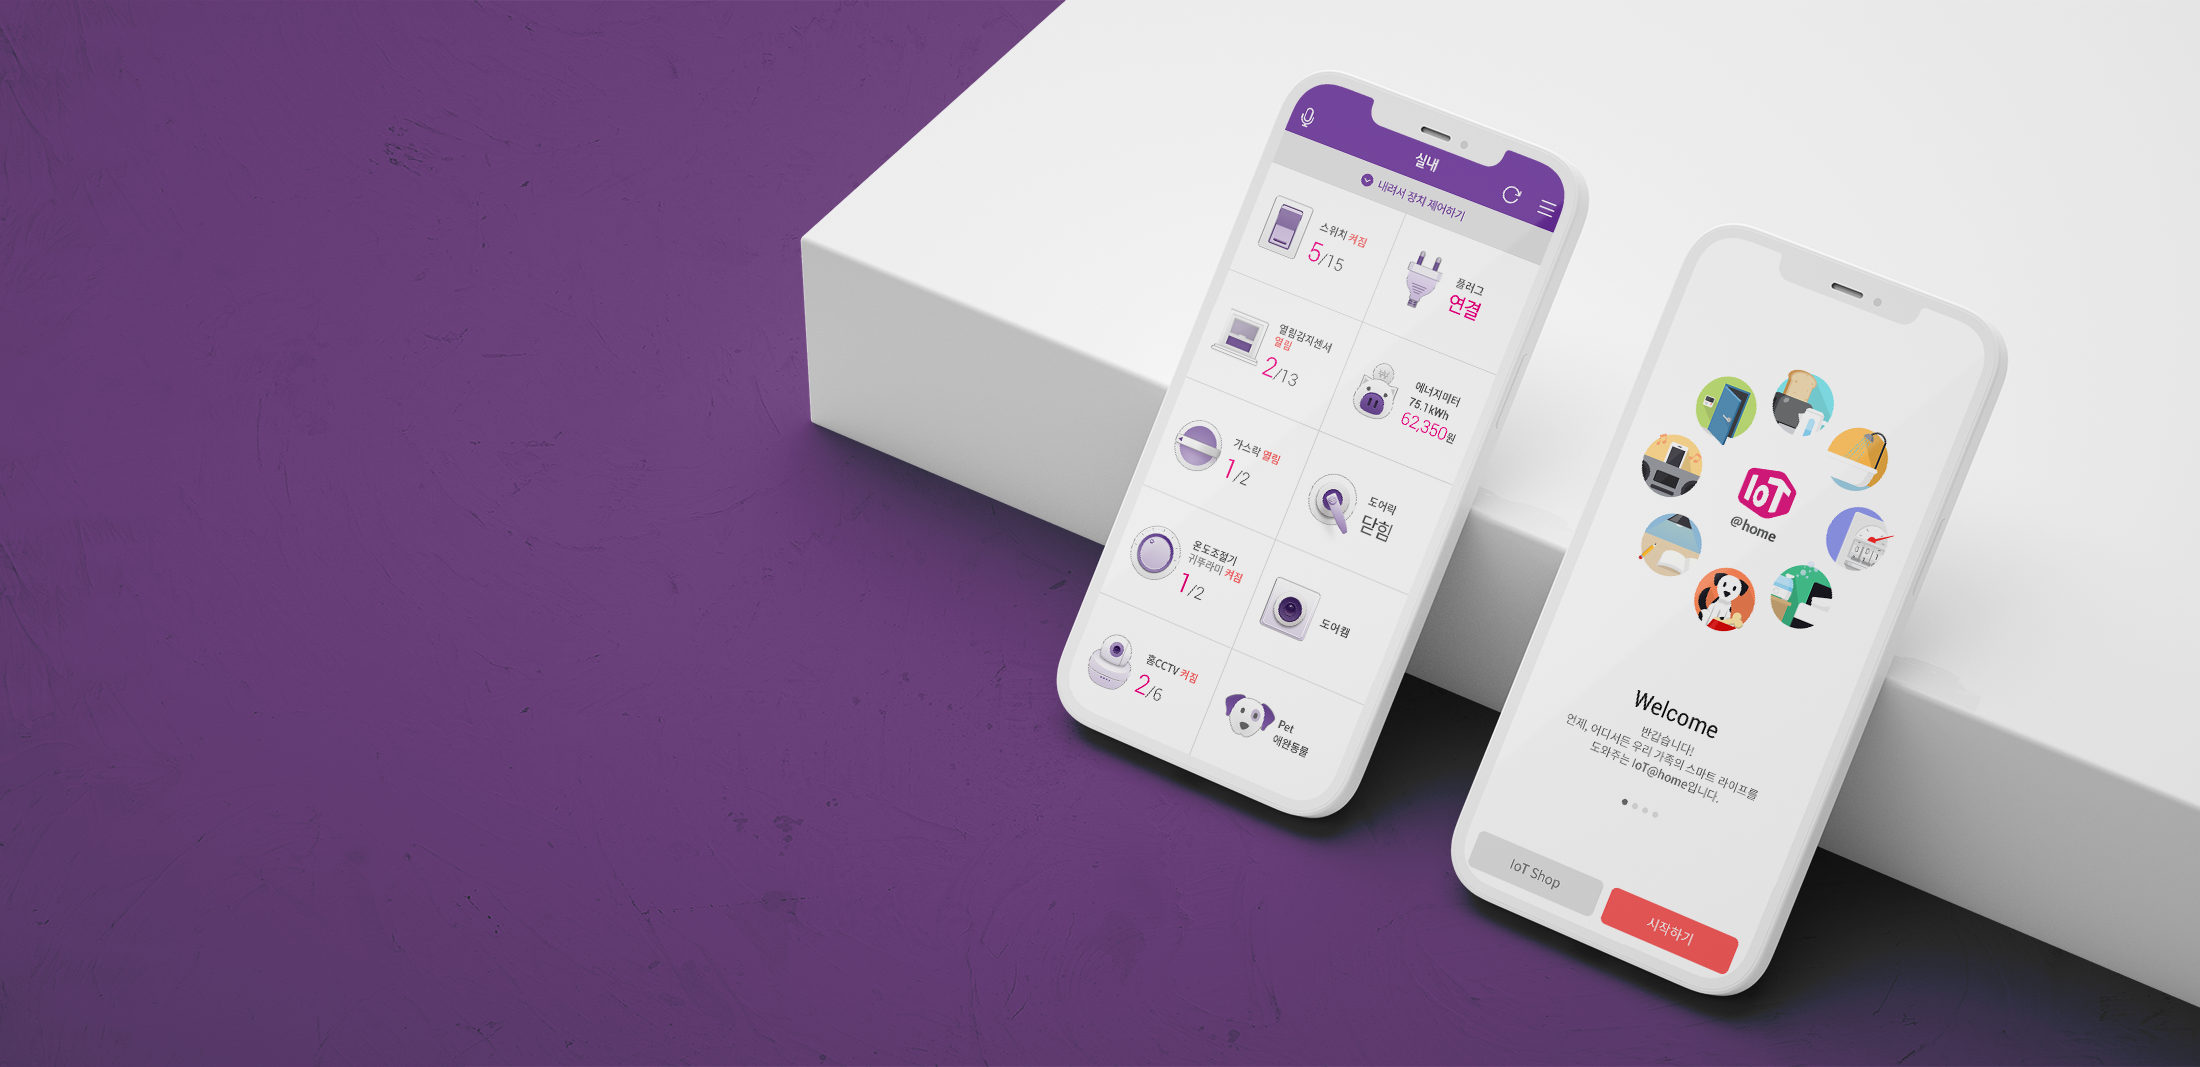 실내
내려서 장치 제어하기
스위치 켜짐
5/15
플러그
연결
열림감지센서
열림
2/13
에너지미터
75.1kWh
62,350원
가스락 열림
1/2
도어락
닫힘
온도조절기
귀뚜라미 켜짐
1/2
도어캠
홈CCTV 켜짐
2/6
Pet
애완동물
IoT
@home
Welcome
반갑습니다!
언제, 어디서든 우리 가족의 스마트 라이프를
도와주는 IoT@home입니다.
IoT Shop
시작하기